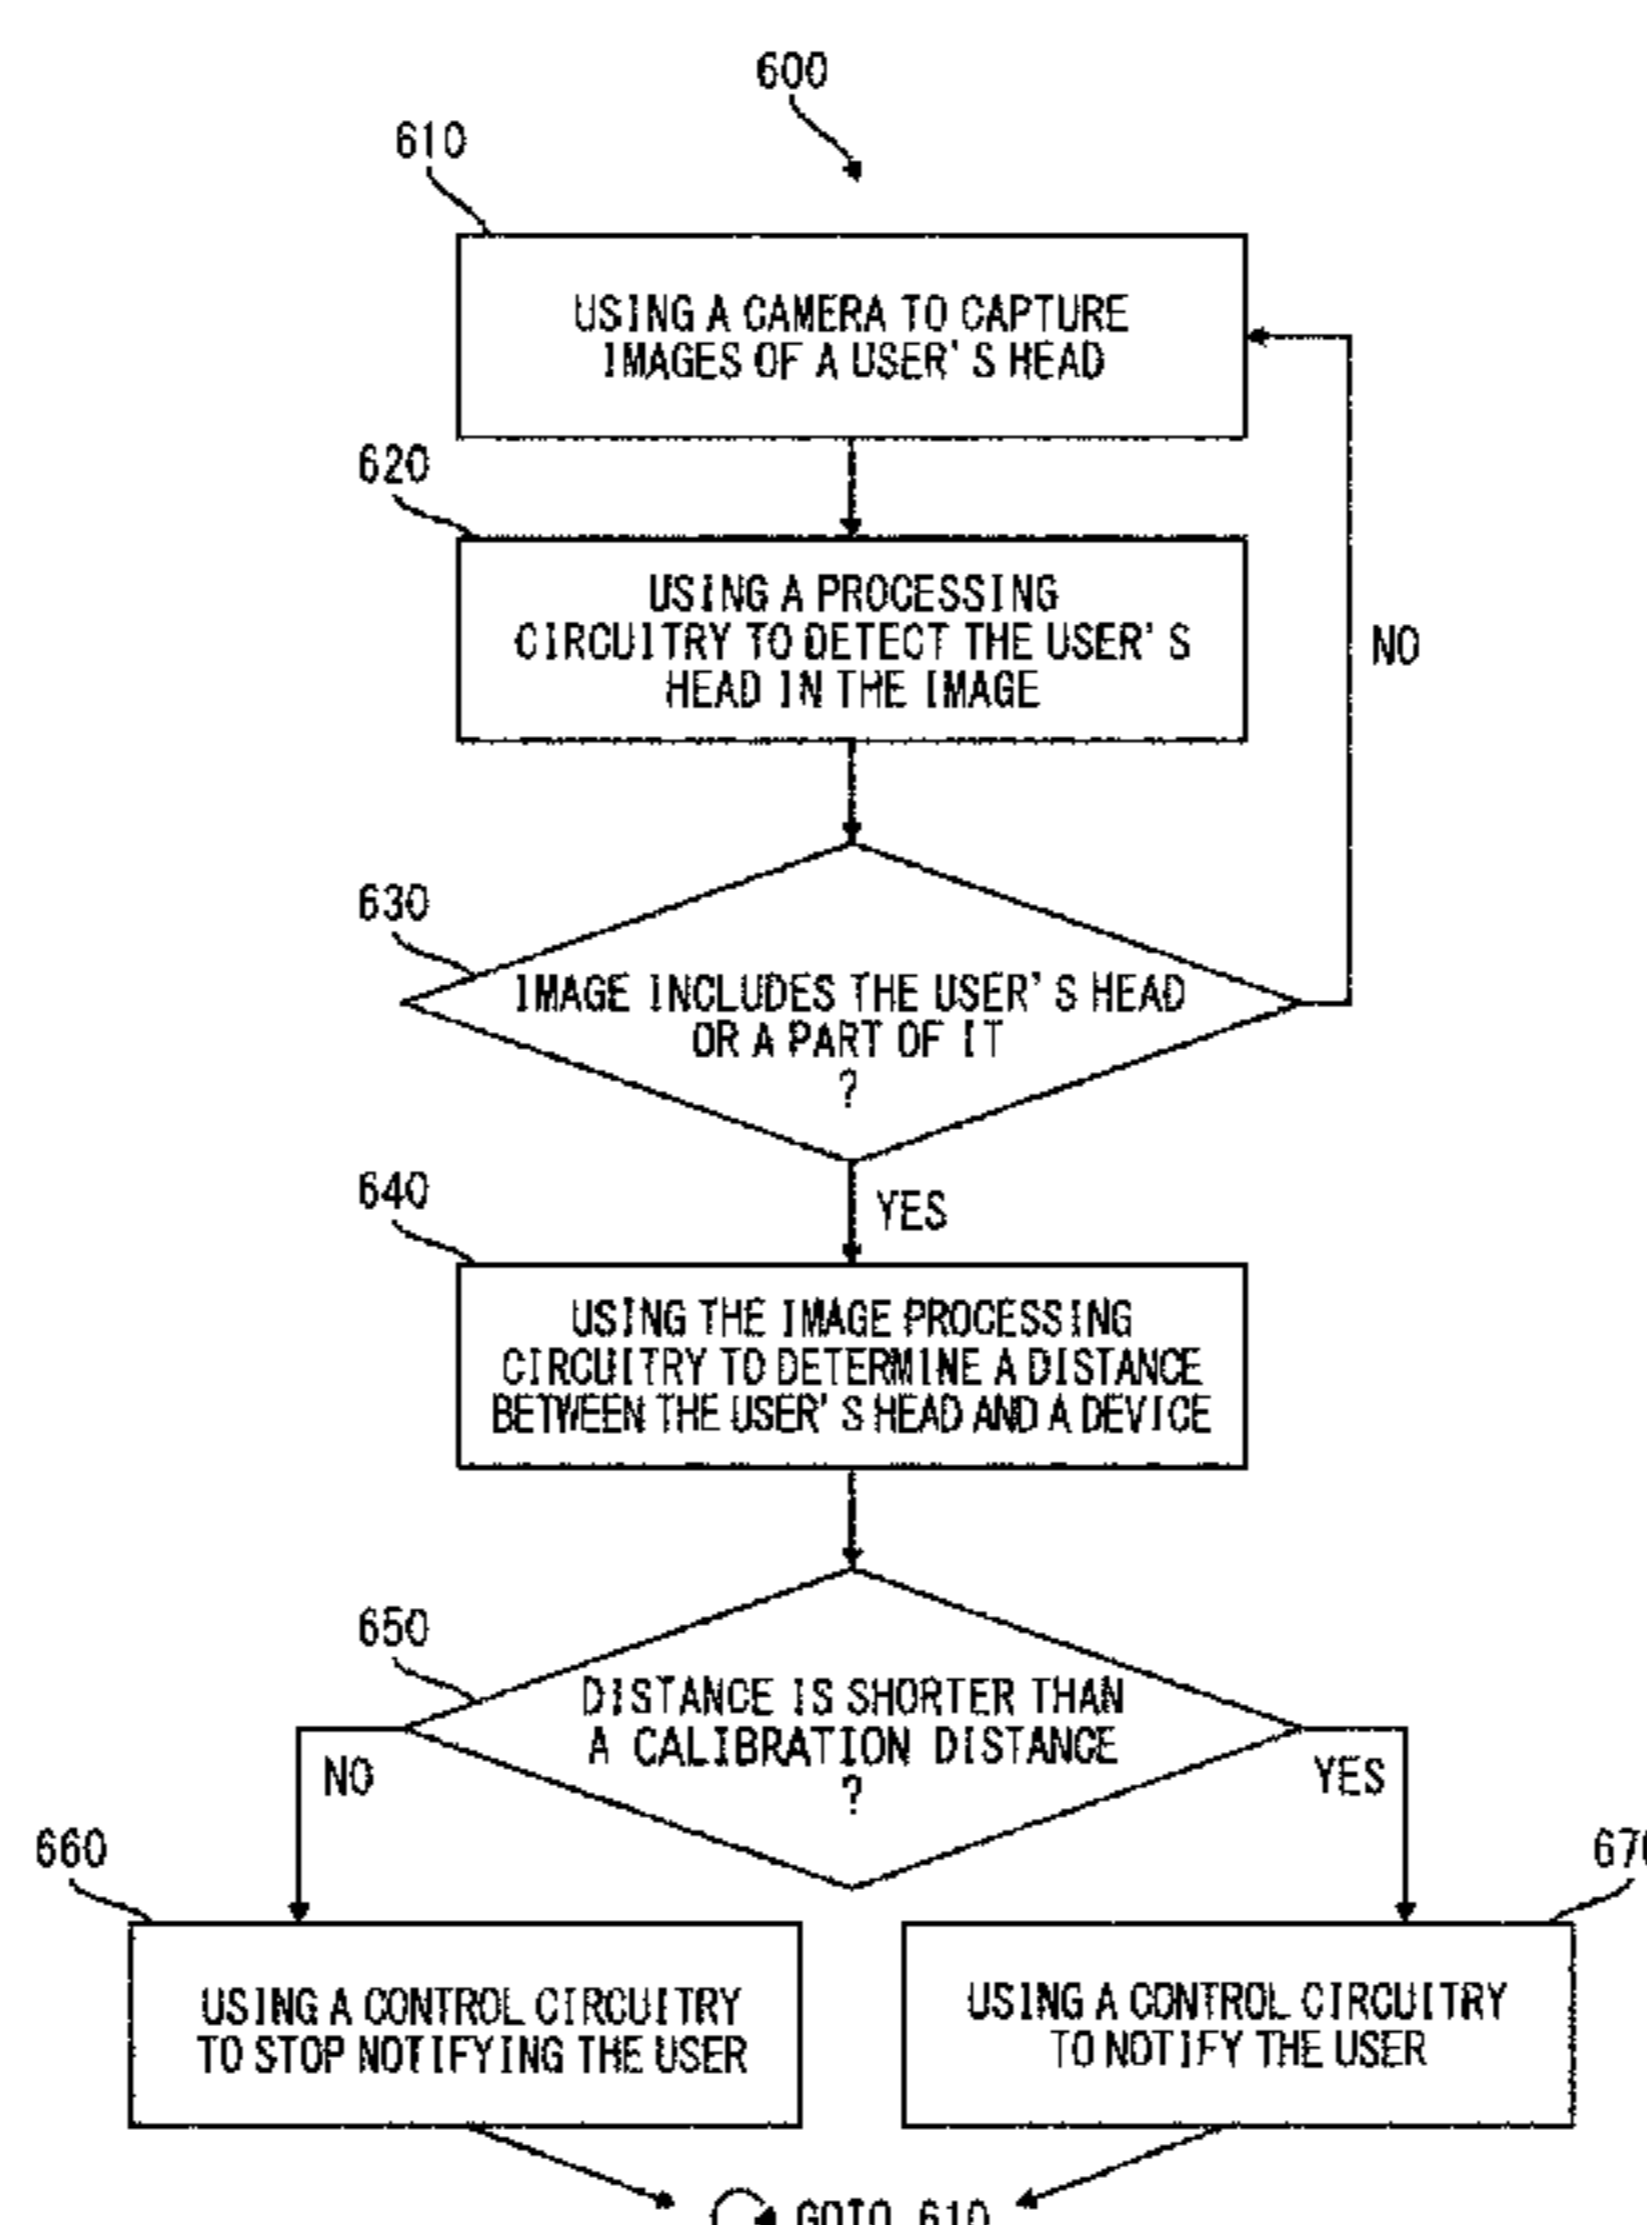 600
610
USING A CAMERA TO CAPTURE
IMAGES OF A USER'S HEAD
620
USING A PROCESSING
CIRCUITRY TO DETECT THE USER'S
HEAD IN THE IMAGE
NO
630
IMAGE INCLUDES THE USER'S HEAD
OR A PART OF IT
?
YES
640
USING THE IMAGE PROCESSING
CIRCUITRY TO DETERMINE A DISTANCE
BETWEEN THE USER'S HEAD AND A DEVICE
650
DISTANCE IS SHORTER THAN
A CALIBRATION DISTANCE
?
NO
YES
660
USING A CONTROL CIRCUITRY
TO STOP NOTIFYING THE USER
670
USING A CONTROL CIRCUITRY
TO NOTIFY THE USER
GOTO 610